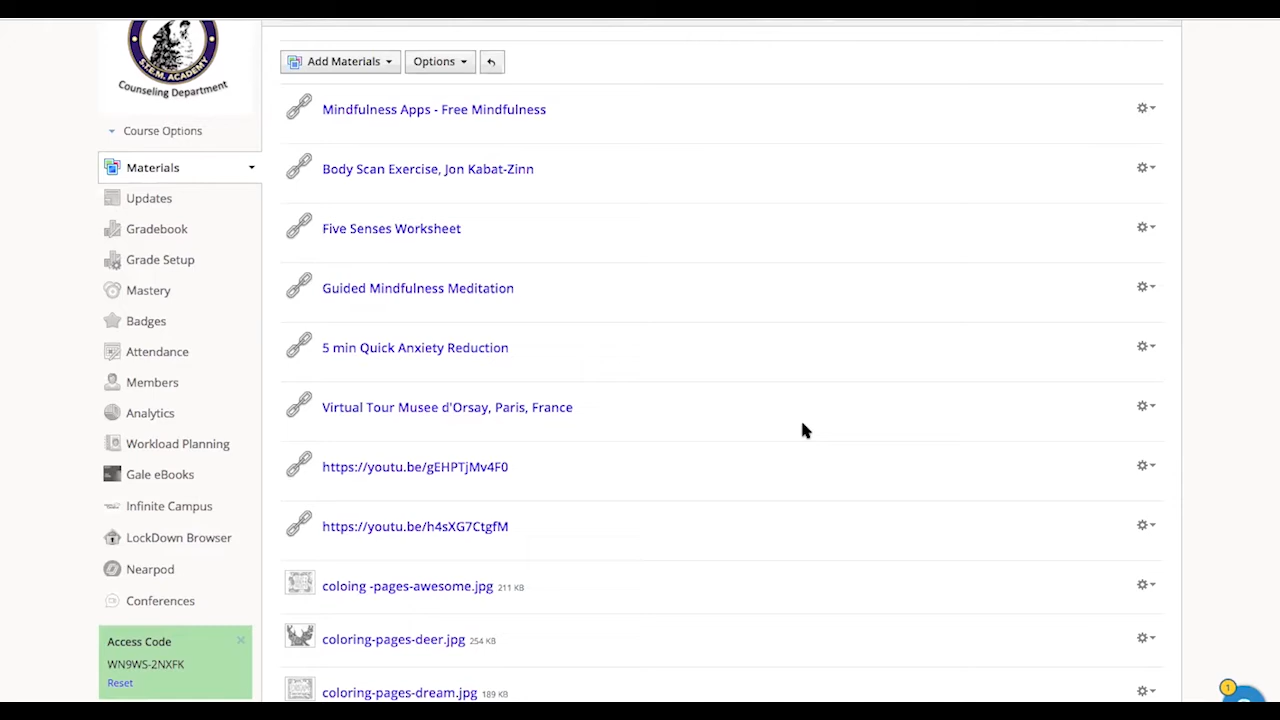 S.T.E.M. ACADEMY
Counseling Department
Course Options
Materials
Updates
Gradebook
Grade Setup
Mastery
Badges
Attendance
Members
Analytics
Workload Planning
Gale eBooks
Infinite Campus
LockDown Browser
Nearpod
Conferences
Access Code
WN9WS-2NXFK
Reset
Add Materials
Options
Mindfulness Apps - Free Mindfulness
Body Scan Exercise, Jon Kabat-Zinn
Five Senses Worksheet
Guided Mindfulness Meditation
5 min Quick Anxiety Reduction
Virtual Tour Musee d'Orsay, Paris, France
https://youtu.be/gEHPTjMv4F0
https://youtu.be/h4sXG7CtgfM
coloing -pages-awesome.jpg 211 KB
coloring-pages-deer.jpg 254 KB
coloring-pages-dream.jpg 189 KB
1